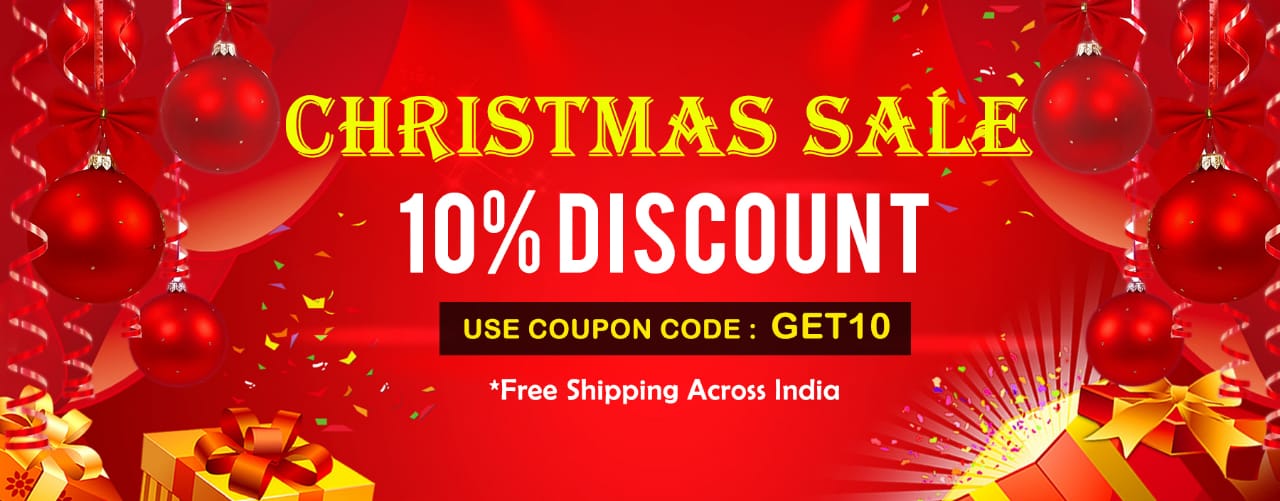 CHRISTMAS SALE
10% DISCOUNT
USE COUPON CODE : GET10
*Free Shipping Across India